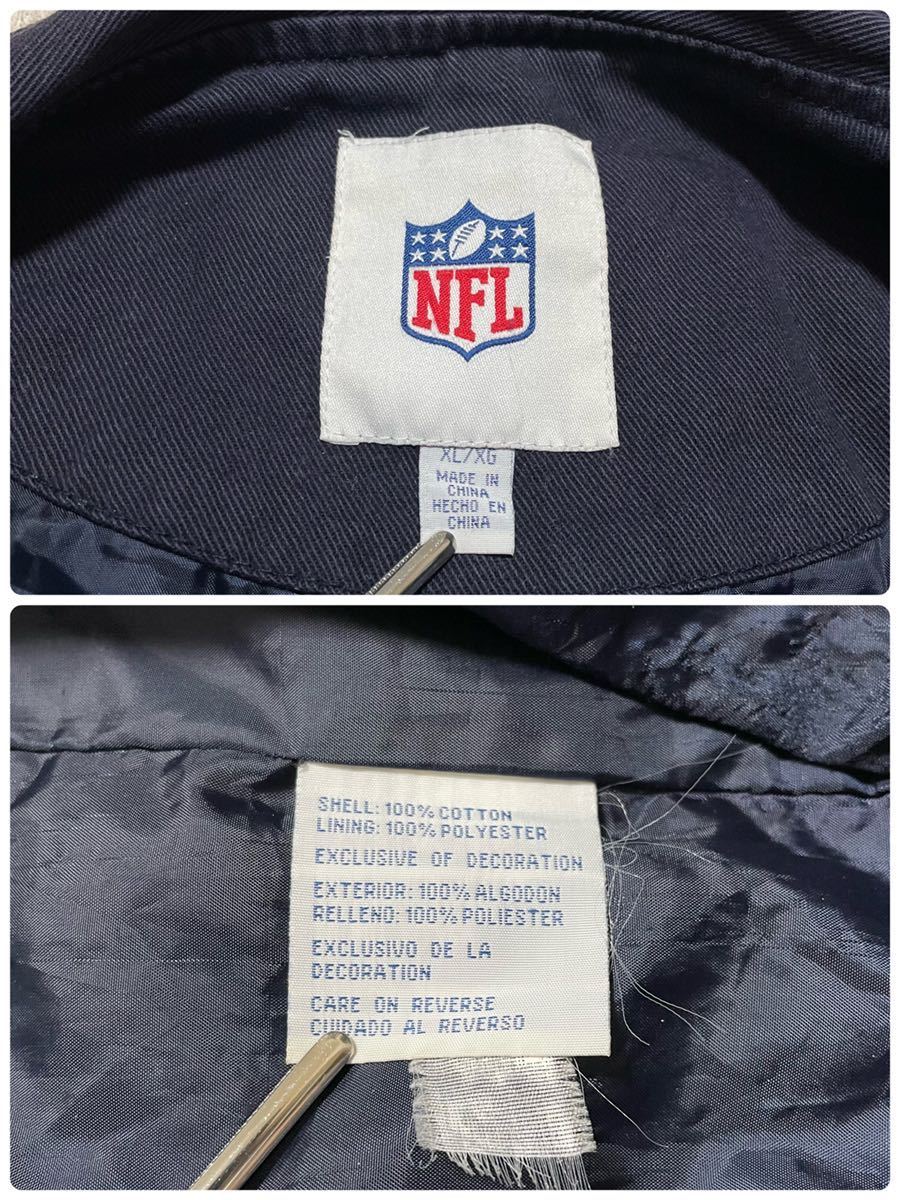 NFL
XL/XG
MADE IN
CHINA
HECHO EN
CHINA
SHELL: 100% COTTON
LINING: 100% POLYESTER
EXCLUSIVE OF DECORATION
EXTERIOR: 100% ALGODON
RELLENO: 100% POLIESTER
EXCLUSIVO DE LA
DECORATION
CARE ON REVERSE
CUIDADO AL REVERSO